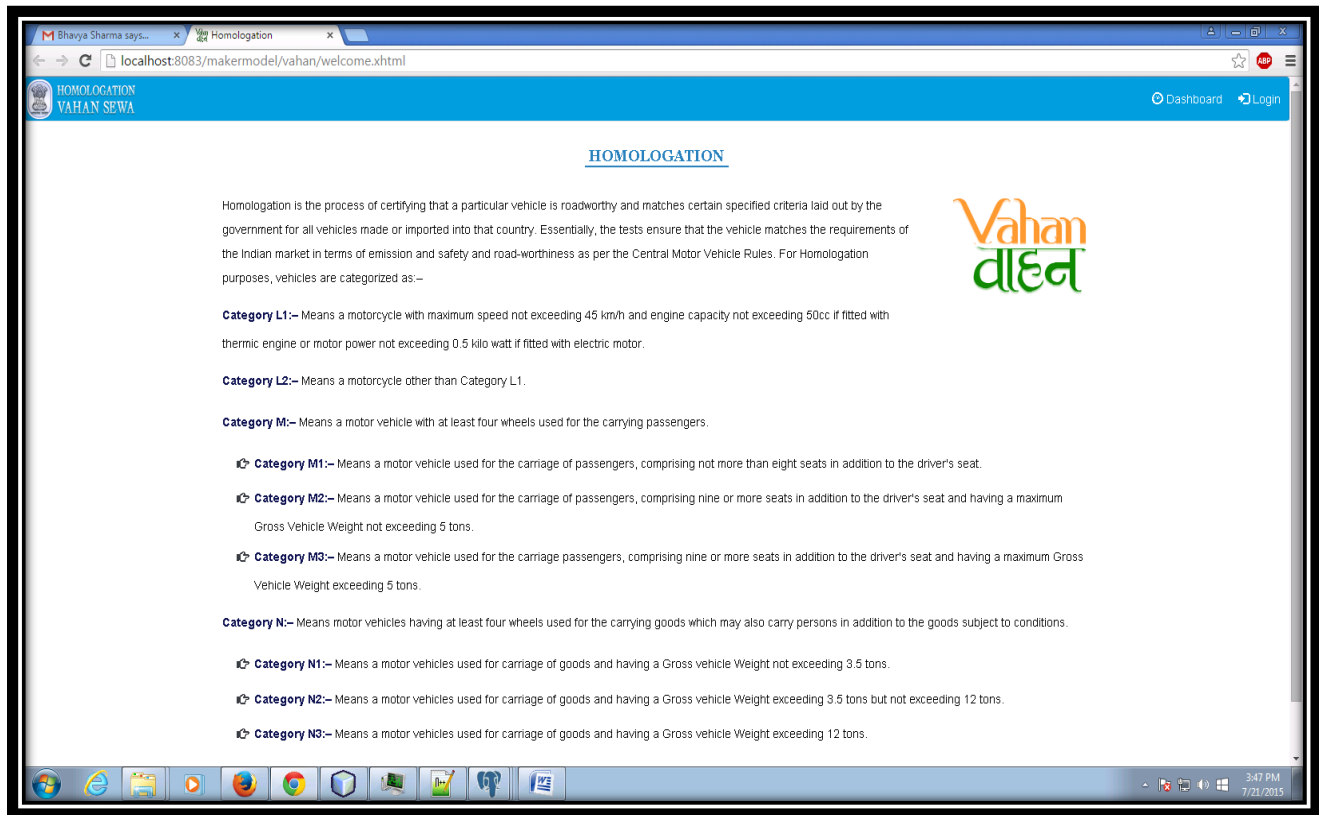 Bhavya Sharma says...
Homologation
localhost:8083/makermodel/vahan/welcome.xhtml
ABP
HOMOLOGATION
VAHAN SEWA
Dashboard
Login
HOMOLOGATION
Homologation is the process of certifying that a particular vehicle is roadworthy and matches certain specified criteria laid out by the
government for all vehicles made or imported into that country. Essentially, the tests ensure that the vehicle matches the requirements of
the Indian market in terms of emission and safety and road-worthiness as per the Central Motor Vehicle Rules. For Homologation
purposes, vehicles are categorized as:–
Vahan
वाहन
Category L1:– Means a motorcycle with maximum speed not exceeding 45 km/h and engine capacity not exceeding 50cc if fitted with
thermic engine or motor power not exceeding 0.5 kilo watt if fitted with electric motor.
Category L2:– Means a motorcycle other than Category L1.
Category M:– Means a motor vehicle with at least four wheels used for the carrying passengers.
Category M1:– Means a motor vehicle used for the carriage of passengers, comprising not more than eight seats in addition to the driver's seat.
Category M2:– Means a motor vehicle used for the carriage of passengers, comprising nine or more seats in addition to the driver's seat and having a maximum
Gross Vehicle Weight not exceeding 5 tons.
Category M3:– Means a motor vehicle used for the carriage passengers, comprising nine or more seats in addition to the driver's seat and having a maximum Gross
Vehicle Weight exceeding 5 tons.
Category N:– Means motor vehicles having at least four wheels used for the carrying goods which may also carry persons in addition to the goods subject to conditions.
Category N1:– Means a motor vehicles used for carriage of goods and having a Gross vehicle Weight not exceeding 3.5 tons.
Category N2:– Means a motor vehicles used for carriage of goods and having a Gross vehicle Weight exceeding 3.5 tons but not exceeding 12 tons.
Category N3:– Means a motor vehicles used for carriage of goods and having a Gross vehicle Weight exceeding 12 tons.
3:47 PM
7/21/2015